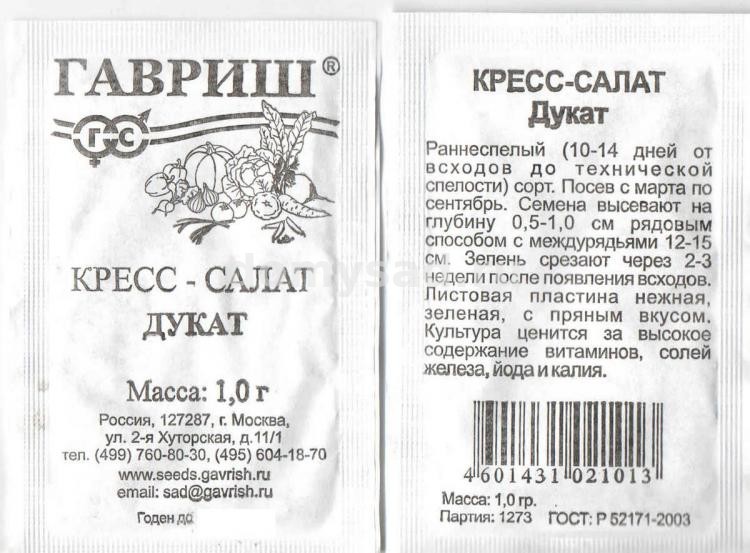 ГАВРИШ®
Г С
КРЕСС - САЛАТ
ДУКАТ
Масса: 1,0 г
Россия, 127287, г. Москва,
ул. 2-я Хуторская, д.11/1
тел. (499) 760-80-30, (495) 604-18-70
www.seeds.gavrish.ru
email: sad@gavrish.ru
Годен до
КРЕСС-САЛАТ
Дукат
Раннеспелый (10-14 дней от
всходов до технической
спелости) сорт. Посев с марта по
сентябрь. Семена высевают на
глубину 0,5-1,0 см рядовым
способом с междурядьями 12-15
см. Зелень срезают через 2-3
недели после появления всходов.
Листовая пластина нежная,
зеленая, с пряным вкусом.
Культура ценится за высокое
содержание витаминов, солей
железа, йода и калия.
4 601431 021013
Масса: 1,0 гр.
Партия: 1273 ГОСТ: Р 52171-2003